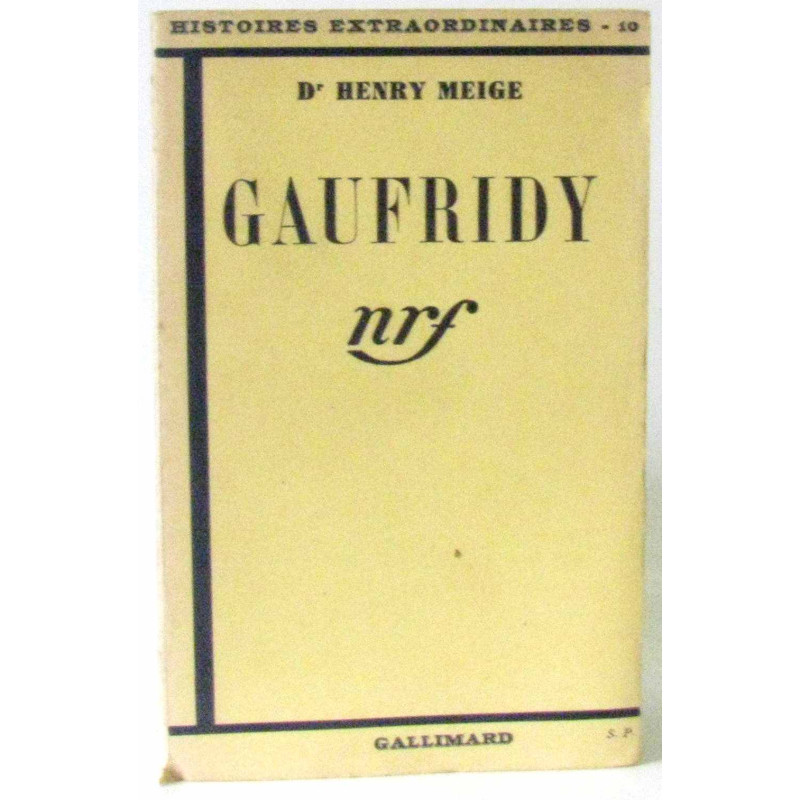 HISTOIRES EXTRAORDINAIRES - 10
Dr HENRY MEIGE
GAUFRIDY
nrf
GALLIMARD
S. P.